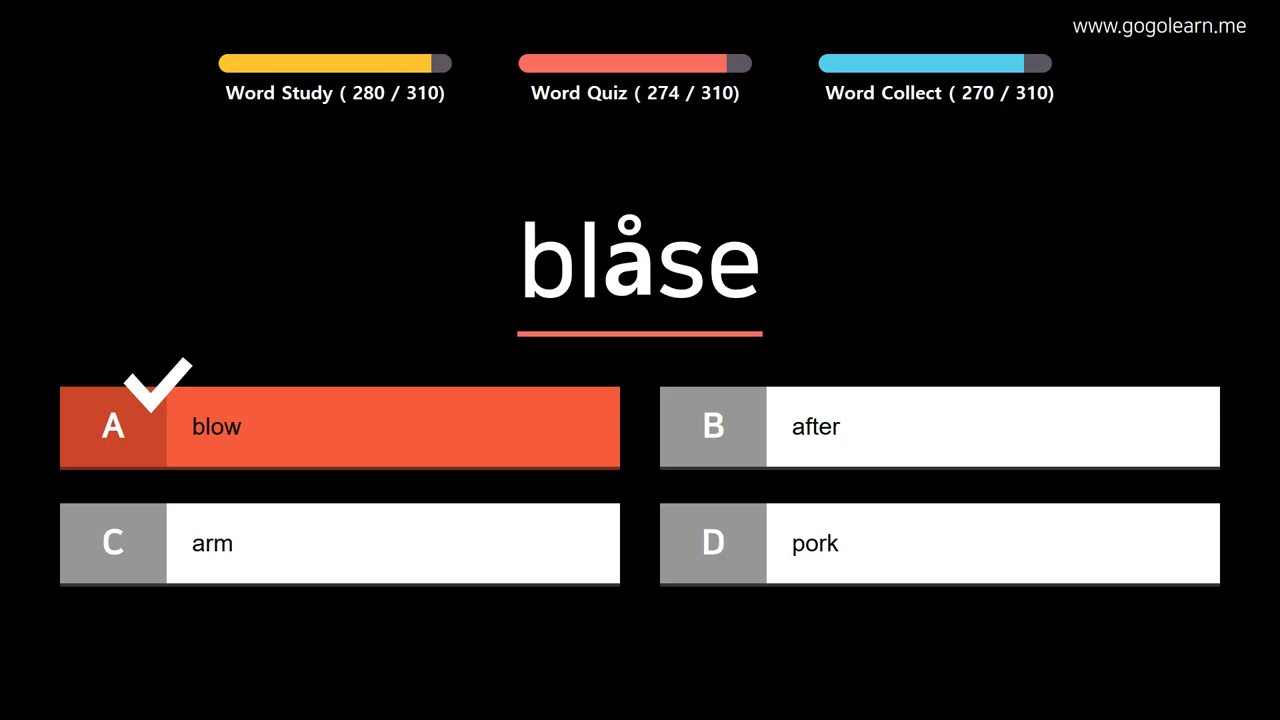 www.gogolearn.me
Word Study ( 280 / 310)
Word Quiz ( 274 / 310)
Word Collect ( 270 / 310)
blåse
A blow
B after
C arm
D pork